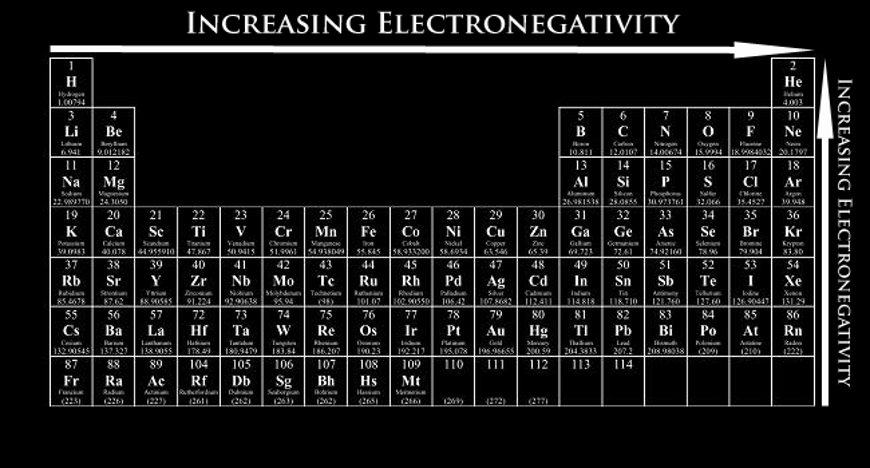 Increasing Electronegativity
1 2
H He
Hydrogen Helium
1.00794 4.003
3 4 5 6 7 8 9 10
Li Be B C N O F Ne
Lithium Beryllium Boron Carbon Nitrogen Oxygen Fluorine Neon
6.941 9.012182 10.811 12.0107 14.00674 15.9994 18.9984032 20.1797
11 12 13 14 15 16 17 18
Na Mg Al Si P S Cl Ar
Sodium Magnesium Aluminum Silicon Phosphorus Sulfur Chlorine Argon
22.989770 24.3050 26.981538 28.0855 30.973761 32.066 35.4527 39.948
19 20 21 22 23 24 25 26 27 28 29 30 31 32 33 34 35 36
K Ca Sc Ti V Cr Mn Fe Co Ni Cu Zn Ga Ge As Se Br Kr
Potassium Calcium Scandium Titanium Vanadium Chromium Manganese Iron Cobalt Nickel Copper Zinc Gallium Germanium Arsenic Selenium Bromine Krypton
39.0983 40.078 44.955910 47.867 50.9415 51.9961 54.938049 55.845 58.933200 58.6934 63.546 65.39 69.723 72.61 74.92160 78.96 79.904 83.80
37 38 39 40 41 42 43 44 45 46 47 48 49 50 51 52 53 54
Rb Sr Y Zr Nb Mo Tc Ru Rh Pd Ag Cd In Sn Sb Te I Xe
Rubidium Strontium Yttrium Zirconium Niobium Molybdenum Technetium Ruthenium Rhodium Palladium Silver Cadmium Indium Tin Antimony Tellurium Iodine Xenon
85.4678 87.62 88.90585 91.224 92.90638 95.94 (98) 101.07 102.90550 106.42 107.8682 112.411 114.818 118.710 121.760 127.60 126.90447 131.29
55 56 57 72 73 74 75 76 77 78 79 80 81 82 83 84 85 86
Cs Ba La Hf Ta W Re Os Ir Pt Au Hg Tl Pb Bi Po At Rn
Cesium Barium Lanthanum Hafnium Tantalum Tungsten Rhenium Osmium Iridium Platinum Gold Mercury Thallium Lead Bismuth Polonium Astatine Radon
132.90545 137.327 138.9055 178.49 180.9479 183.84 186.207 190.23 192.217 195.078 196.96655 200.59 204.3833 207.2 208.98038 (209) (210) (222)
87 88 89 104 105 106 107 108 109 110 111 112 113 114
Fr Ra Ac Rf Db Sg Bh Hs Mt
Francium Radium Actinium Rutherfordium Dubnium Seaborgium Bohrium Hassium Meitnerium
(223) (226) (227) (261) (262) (263) (262) (265) (266) (269) (272) (277)
Increasing Electronegativity